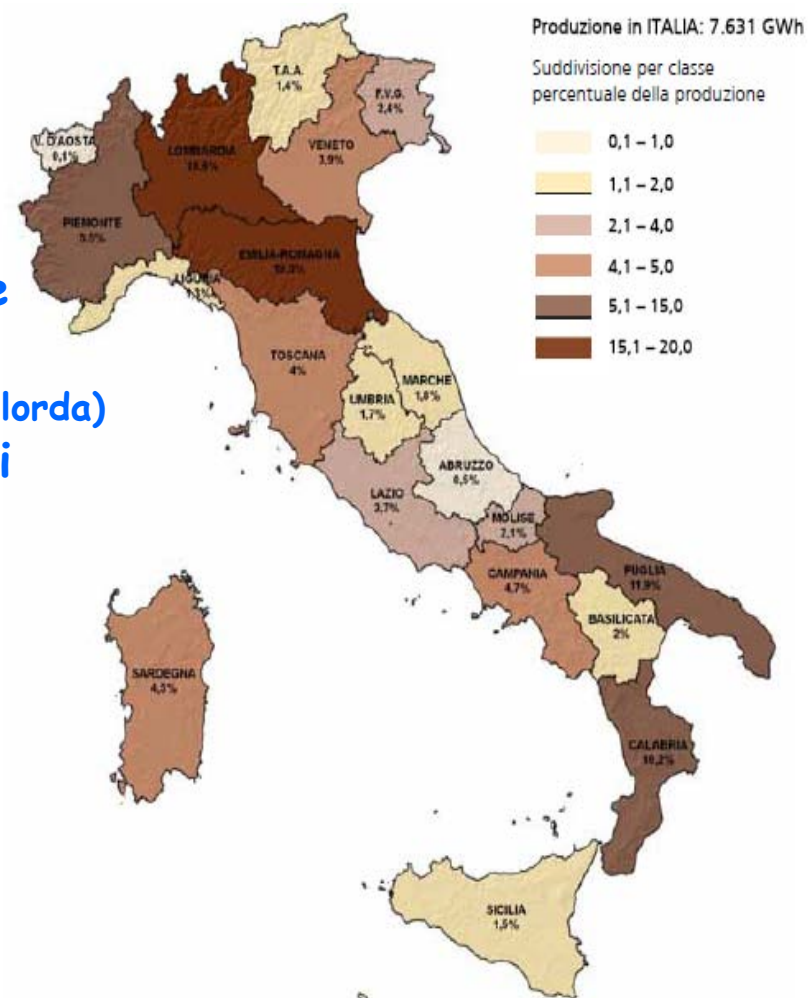 Produzione in ITALIA: 7.631 GWh
Suddivisione per classe
percentuale della produzione
0,1 – 1,0
1,1 – 2,0
2,1 – 4,0
4,1 – 5,0
5,1 – 15,0
15,1 – 20,0
e
lorda)
i
T.A.A.
1,4%
F.V.G.
V. D'AOSTA
0,1%
LOMBARDIA
VENETO
3,9%
PIEMONTE
EMILIA-ROMAGNA
LIGURIA
1,3%
TOSCANA
4%
MARCHE
UMBRIA
1,7%
ABRUZZO
0,5%
LAZIO
3,7%
MOLISE
2,1%
PUGLIA
11,9%
CAMPANIA
4,7%
BASILICATA
2%
SARDEGNA
4,5%
CALABRIA
10,2%
SICILIA
1,5%